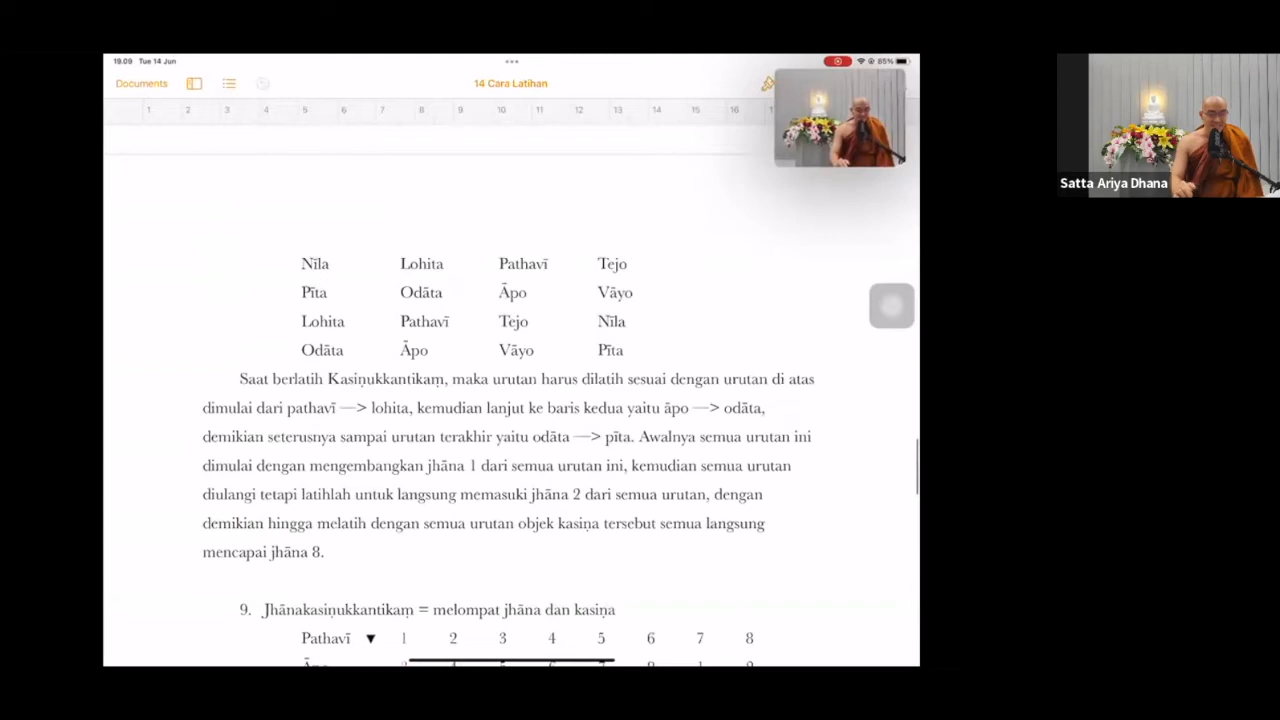 19.09 Tue 14 Jun
85%
Documents
14 Cara Latihan
1 2 3 4 5 6 7 8 9 10 11 12 13 14 15 16
Satta Ariya Dhana
Nīla Lohita Pathavī Tejo
Pīta Odāta Āpo Vāyo
Lohita Pathavī Tejo Nīla
Odāta Āpo Vāyo Pīta
Saat berlatih Kasiṇukkantikaṃ, maka urutan harus dilatih sesuai dengan urutan di atas
dimulai dari pathavī —> lohita, kemudian lanjut ke baris kedua yaitu āpo —> odāta,
demikian seterusnya sampai urutan terakhir yaitu odāta —> pīta. Awalnya semua urutan ini
dimulai dengan mengembangkan jhāna 1 dari semua urutan ini, kemudian semua urutan
diulangi tetapi latihlah untuk langsung memasuki jhāna 2 dari semua urutan, dengan
demikian hingga melatih dengan semua urutan objek kasiṇa tersebut semua langsung
mencapai jhāna 8.
9. Jhānakasiṇukkantikaṃ = melompat jhāna dan kasiṇa
Pathavī ▼ 1 2 3 4 5 6 7 8